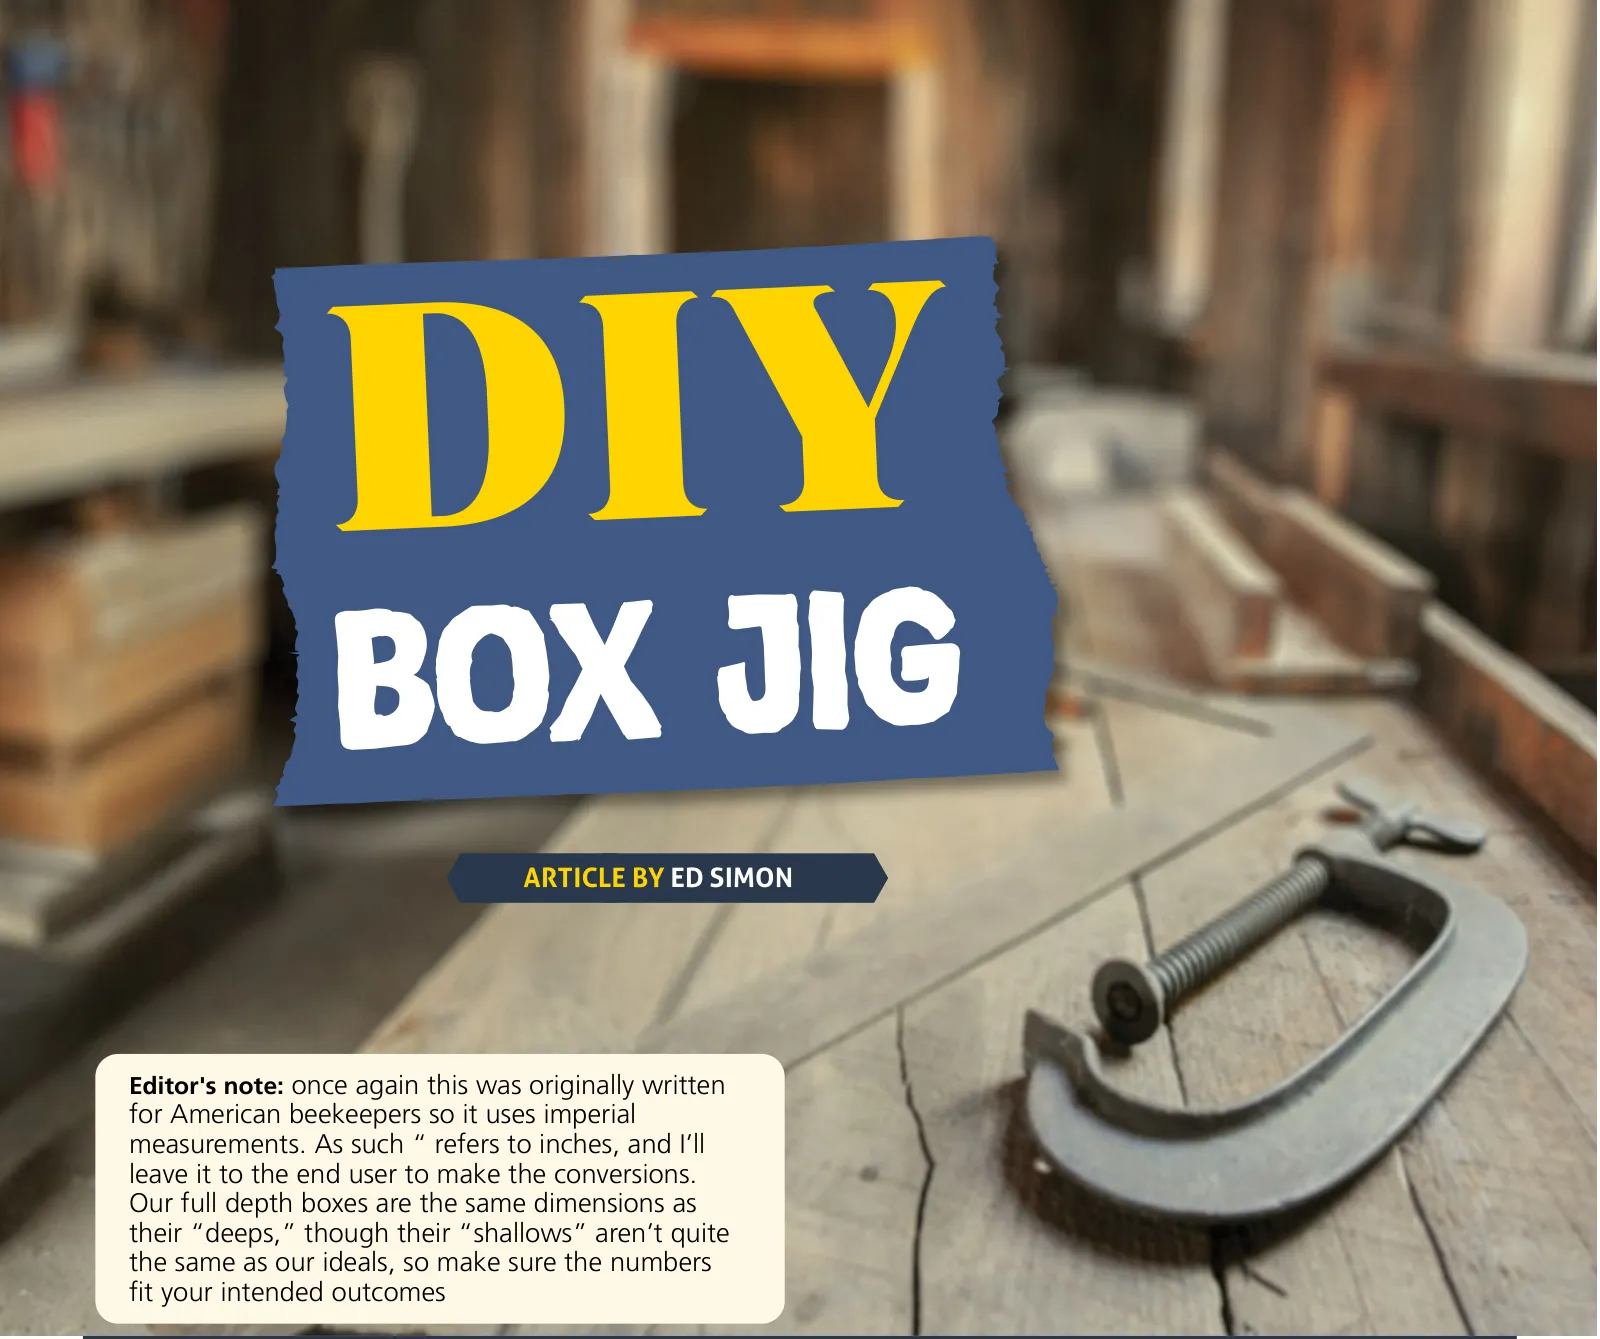 DIY
BOX JIG
ARTICLE BY ED SIMON
Editor's note: once again this was originally written
for American beekeepers so it uses imperial
measurements. As such “ refers to inches, and I’ll
leave it to the end user to make the conversions.
Our full depth boxes are the same dimensions as
their “deeps,” though their “shallows” aren’t quite
the same as our ideals, so make sure the numbers
fit your intended outcomes